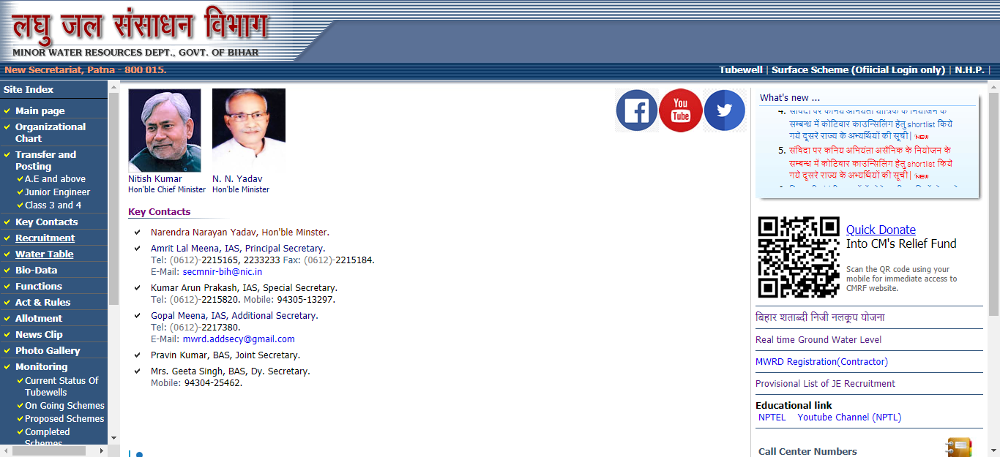 लघु जल संसाधन विभाग
MINOR WATER RESOURCES DEPT., GOVT. OF BIHAR
New Secretariat, Patna - 800 015.
Tubewell | Surface Scheme (Ofiicial Login only) | N.H.P. |
Site Index
Main page
Organizational
Chart
Transfer and
Posting
A.E and above
Junior Engineer
Class 3 and 4
Key Contacts
Recruitment
Water Table
Bio-Data
Functions
Act & Rules
Allotment
News Clip
Photo Gallery
Monitoring
Current Status Of
Tubewells
On Going Schemes
Proposed Schemes
Completed
Schemes
Nitish Kumar
Hon'ble Chief Minister
N. N. Yadav
Hon'ble Minister
You
Tube
Key Contacts
Narendra Narayan Yadav, Hon'ble Minster.
Amrit Lal Meena, IAS, Principal Secretary.
Tel: (0612)-2215165, 2233233 Fax: (0612)-2215184.
E-Mail: secmnir-bih@nic.in
Kumar Arun Prakash, IAS, Special Secretary.
Tel: (0612)-2215820. Mobile: 94305-13297.
Gopal Meena, IAS, Additional Secretary.
Tel: (0612)-2217380.
E-Mail: mwrd.addsecy@gmail.com
Pravin Kumar, BAS, Joint Secretary.
Mrs. Geeta Singh, BAS, Dy. Secretary.
Mobile: 94304-25462.
What's new ...
4. संविदा पर कनिय अभियंता यांत्रिक के नियोजन के
सम्बन्ध में कोटिवार काउन्सिलिंग हेतु shortlist किये
गये दूसरे राज्य के अभ्यर्थियों की सूची| NEW
5. संविदा पर कनिय अभियंता असैनिक के नियोजन के
सम्बन्ध में कोटिवार काउन्सिलिंग हेतु shortlist किये
गये दूसरे राज्य के अभ्यर्थियों की सूची| NEW
Quick Donate
Into CM's Relief Fund
Scan the QR code using your
mobile for immediate access to
CMRF website.
बिहार शताब्दी निजी नलकूप योजना
Real time Ground Water Level
MWRD Registration(Contractor)
Provisional List of JE Recruitment
Educational link
NPTEL Youtube Channel (NPTL)
Call Center Numbers